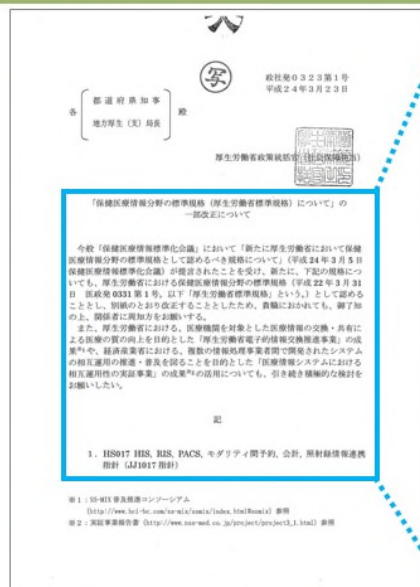 写
政社発0323第1号
平成24年3月23日
各 都道府県知事 殿
地方厚生(支)局長
厚生労働省政策統括官(社会保障担当)
「保健医療情報分野の標準規格(厚生労働省標準規格)について」の
一部改正について
今般「保健医療情報標準化会議」において「新たに厚生労働省において保健
医療情報分野の標準規格として認めるべき規格について」(平成24年3月5日
保健医療情報標準化会議)が提言されたことを受け、新たに、下記の規格につ
いても、厚生労働省における保健医療情報分野の標準規格(平成22年3月31
日 医政発0331第1号。以下「厚生労働省標準規格」という。)として認める
こととし、別紙のとおり改正することとしたため、貴職におかれても、御了知
の上、関係者に周知方をお願いする。
また、厚生労働省における、医療機関を対象とした医療情報の交換・共有に
よる医療の質の向上を目的とした「厚生労働省電子的情報交換推進事業」の成
果※1や、経済産業省における、複数の情報処理事業者間で開発されたシステム
の相互運用の推進・普及を図ることを目的とした「医療情報システムにおける
相互運用性の実証事業」の成果※2の活用についても、引き続き積極的な検討を
お願いしたい。
記
1.HS017 HIS, RIS, PACS, モダリティ間予約, 会計, 照射録情報連携
指針(JJ1017指針)
※1:SS-MIX普及推進コンソーシアム
(http://www.hci-bc.com/ss-mix/ssmix/index.html#ssmix) 参照
※2:実証事業報告書(http://www.nss-med.co.jp/project/project3_1.html) 参照